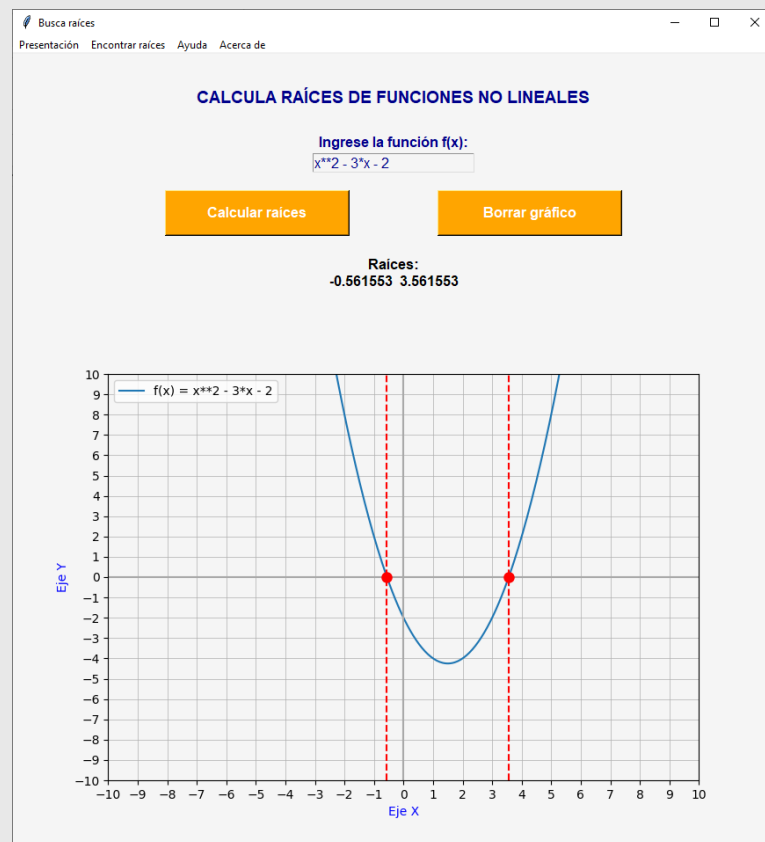 Busca raíces
Presentación Encontrar raíces Ayuda Acerca de
CALCULA RAÍCES DE FUNCIONES NO LINEALES
Ingrese la función f(x):
x**2 - 3*x - 2
Calcular raíces Borrar gráfico
Raíces:
-0.561553 3.561553
f(x) = x**2 - 3*x - 2
10
9
8
7
6
5
4
3
2
1
0
−1
−2
−3
−4
−5
−6
−7
−8
−9
−10
Eje Y
−10 −9 −8 −7 −6 −5 −4 −3 −2 −1 0 1 2 3 4 5 6 7 8 9 10
Eje X